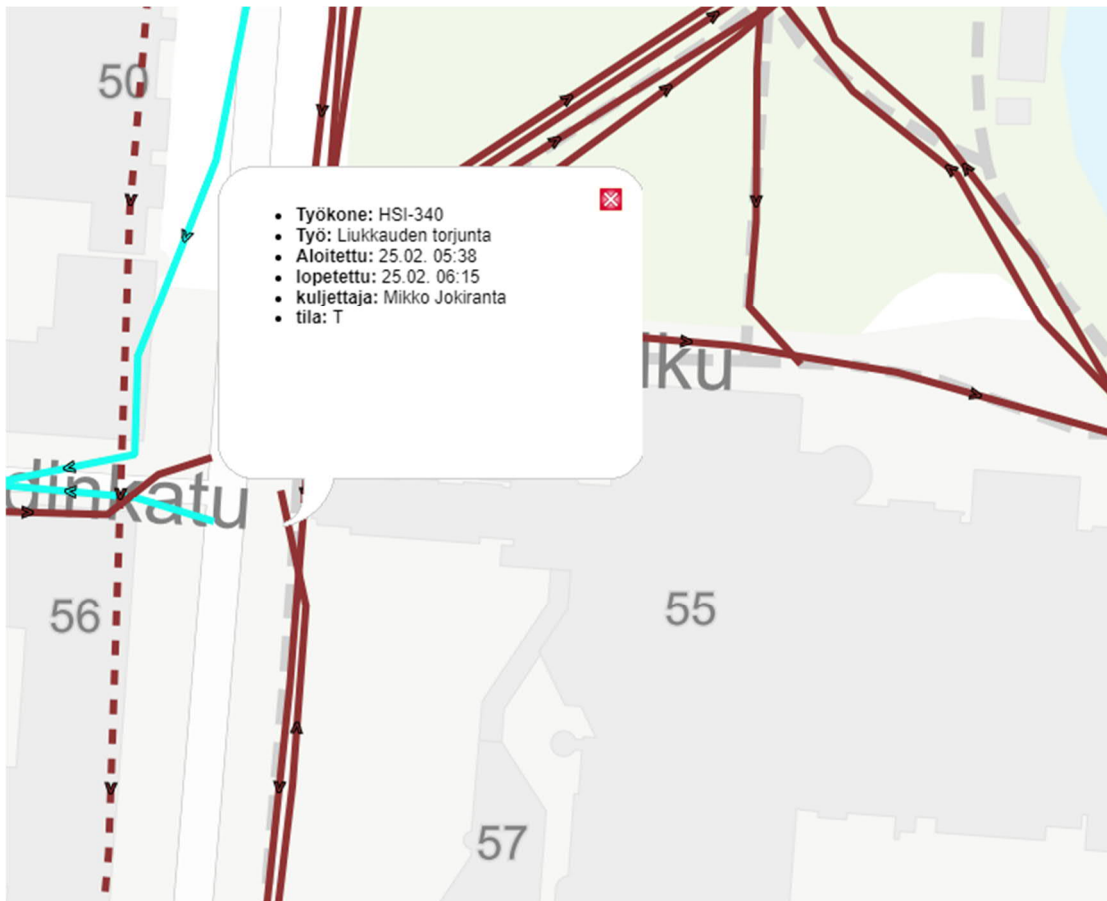 50
Työkone: HSI-340
Työ: Liukkauden torjunta
Aloitettu: 25.02. 05:38
lopetettu: 25.02. 06:15
kuljettaja: Mikko Jokiranta
tila: T
lku
dinkatu
56
55
57